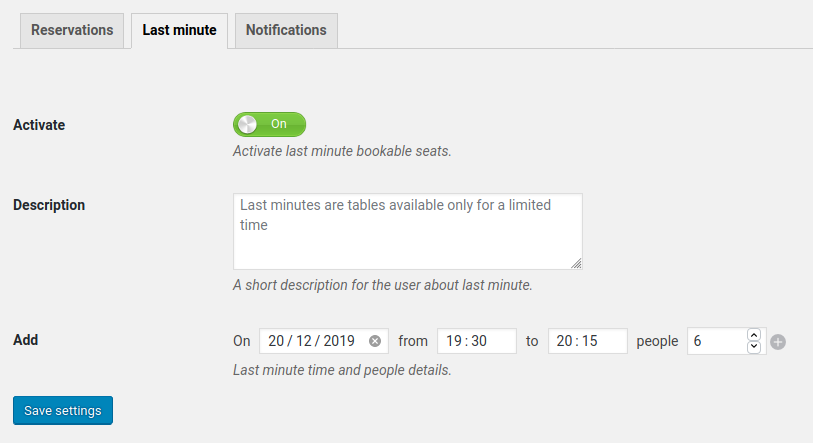 Reservations Last minute Notifications
Activate On
Activate last minute bookable seats.
Description Last minutes are tables available only for a limited
time
A short description for the user about last minute.
Add On 20 / 12 / 2019 from 19 : 30 to 20 : 15 people 6
Last minute time and people details.
Save settings